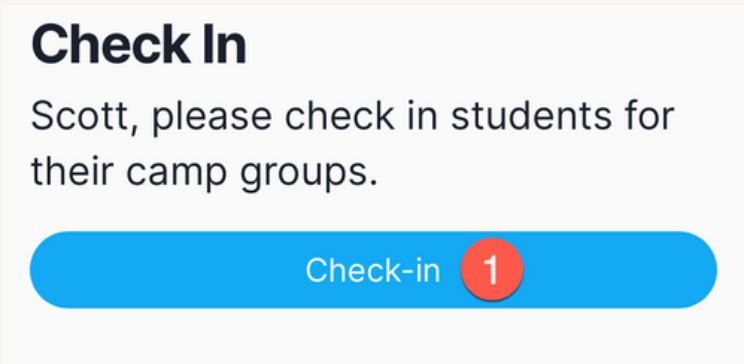 Check In
Scott, please check in students for
their camp groups.
Check-in 1